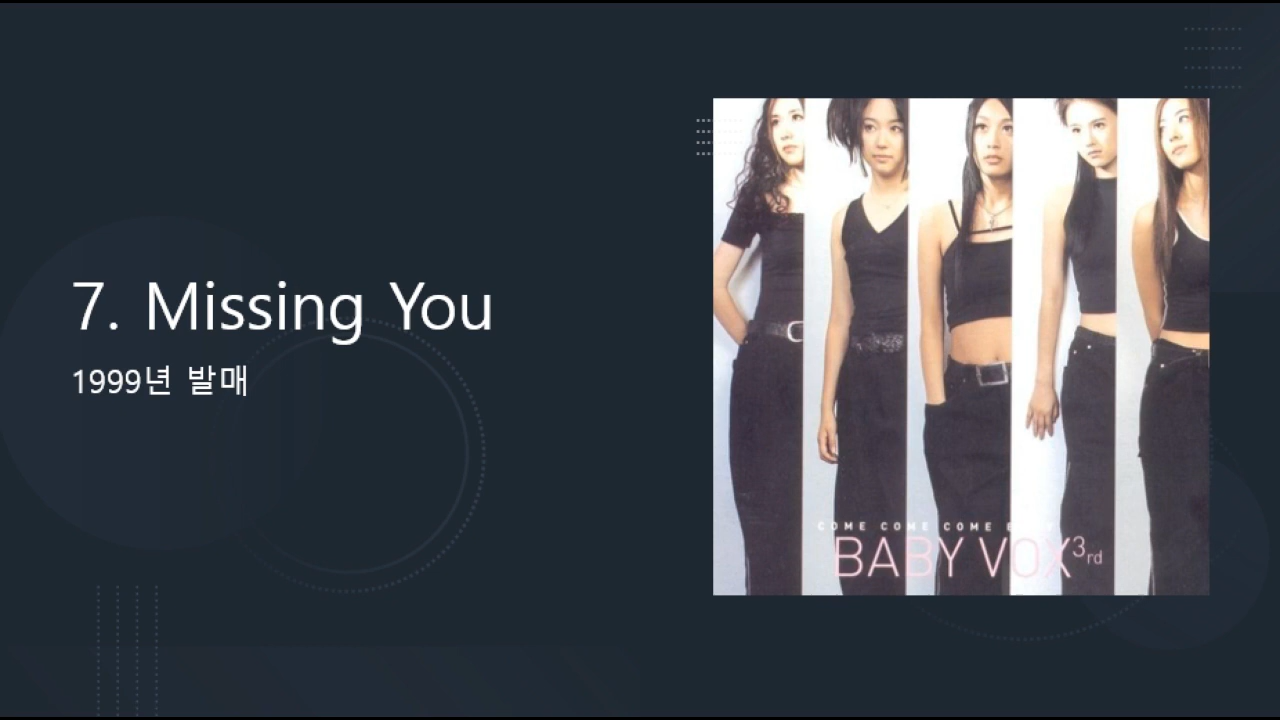 7. Missing You
1999년 발매
COME COME COME
BABY VOX 3rd